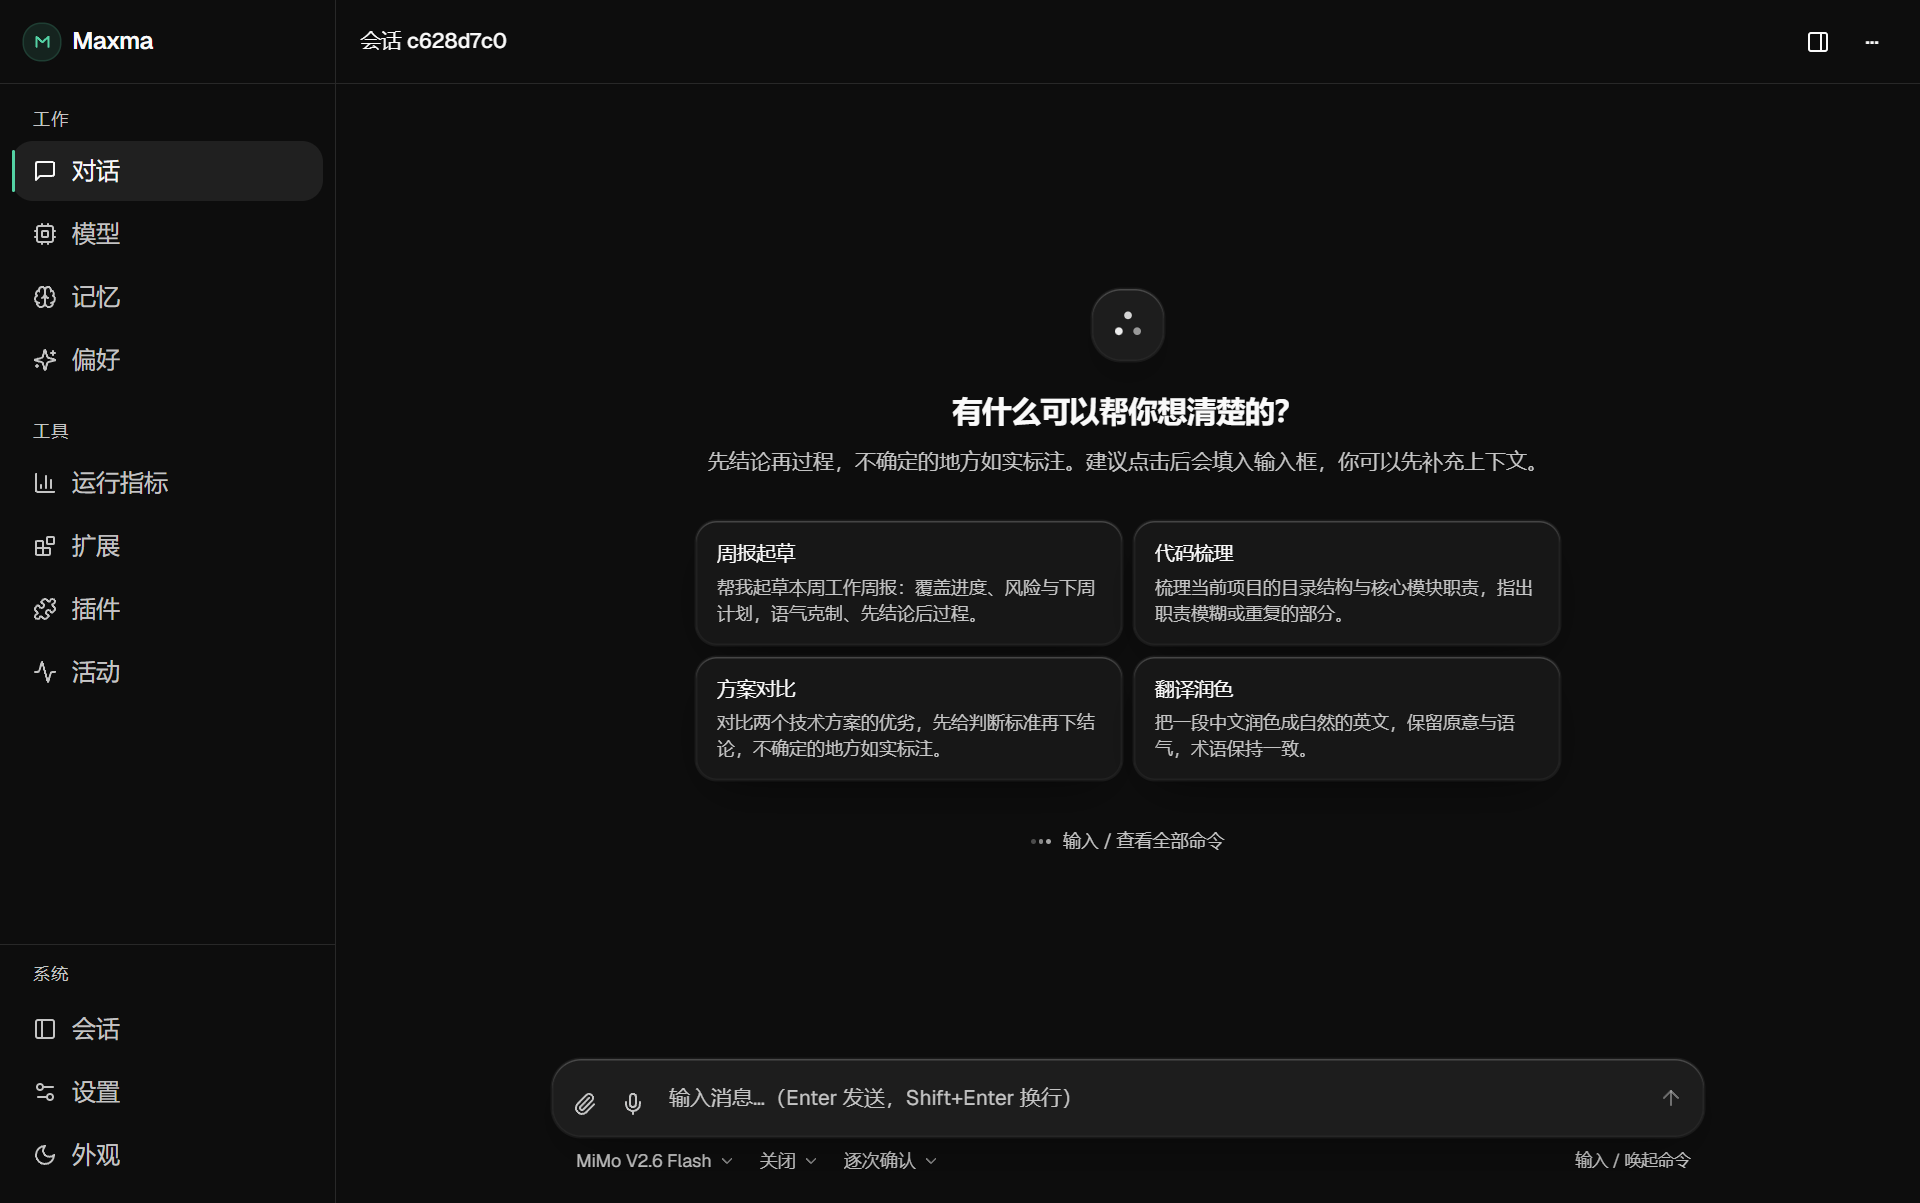 Maxma
会话 c628d7c0
工作
对话
模型
记忆
偏好
工具
运行指标
扩展
插件
活动
系统
会话
设置
外观
有什么可以帮你想清楚的？
先结论再过程，不确定的地方如实标注。建议点击后会填入输入框，你可以先补充上下文。
周报起草
帮我起草本周工作周报：覆盖进度、风险与下周
计划，语气克制、先结论后过程。
代码梳理
梳理当前项目的目录结构与核心模块职责，指出
职责模糊或重复的部分。
方案对比
对比两个技术方案的优劣，先给判断标准再下结
论，不确定的地方如实标注。
翻译润色
把一段中文润色成自然的英文，保留原意与语
气，术语保持一致。
输入 / 查看全部命令
输入消息...（Enter 发送，Shift+Enter 换行）
MiMo V2.6 Flash
关闭
逐次确认
输入 / 唤起命令